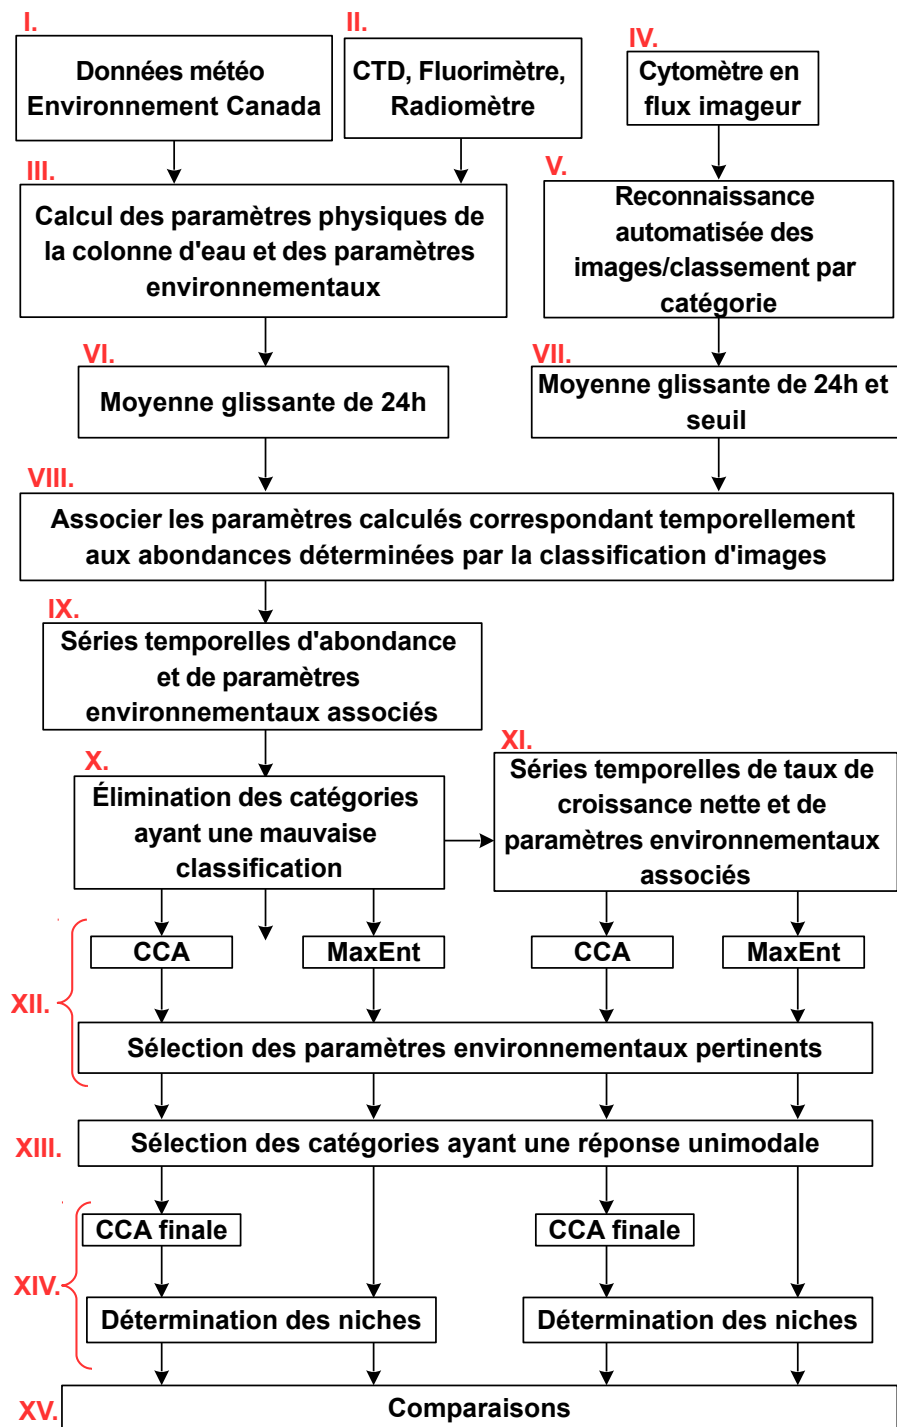 I.
Données météo
Environnement Canada
II.
CTD, Fluorimètre,
Radiomètre
IV.
Cytomètre en
flux imageur
III.
Calcul des paramètres physiques de
la colonne d'eau et des paramètres
environnementaux
V.
Reconnaissance
automatisée des
images/classement par
catégorie
VI.
Moyenne glissante de 24h
VII.
Moyenne glissante de 24h et
seuil
VIII.
Associer les paramètres calculés correspondant temporellement
aux abondances déterminées par la classification d'images
IX.
Séries temporelles d'abondance
et de paramètres
environnementaux associés
X.
Élimination des catégories
ayant une mauvaise
classification
XI.
Séries temporelles de taux de
croissance nette et de
paramètres environnementaux
associés
XII.
CCA
MaxEnt
CCA
MaxEnt
Sélection des paramètres environnementaux pertinents
XIII.
Sélection des catégories ayant une réponse unimodale
XIV.
CCA finale
CCA finale
Détermination des niches
Détermination des niches
XV.
Comparaisons